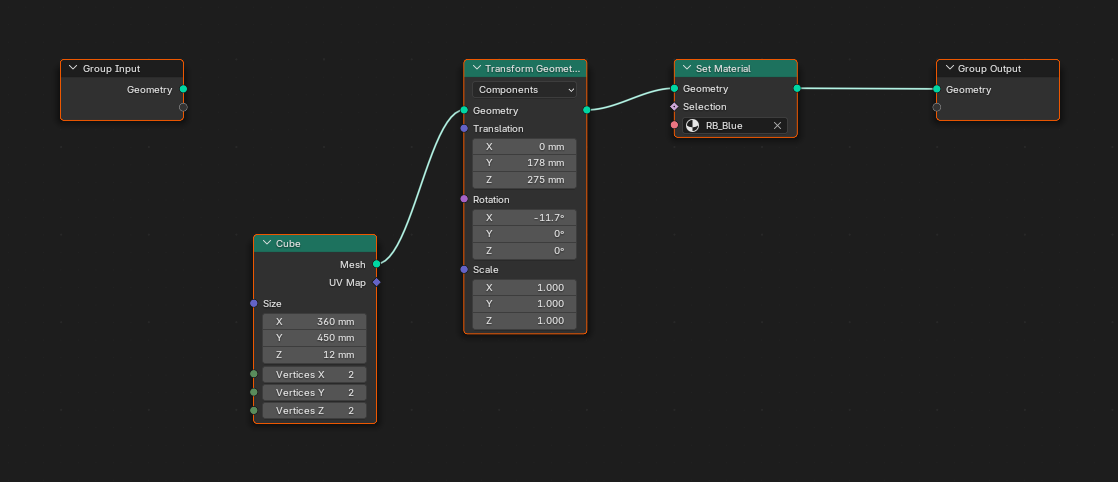 Group Input
Geometry
Cube
Mesh
UV Map
Size
X 360 mm
Y 450 mm
Z 12 mm
Vertices X 2
Vertices Y 2
Vertices Z 2
Transform Geomet...
Components
Geometry
Translation
X 0 mm
Y 178 mm
Z 275 mm
Rotation
X -11.7°
Y 0°
Z 0°
Scale
X 1.000
Y 1.000
Z 1.000
Set Material
Geometry
Selection
RB_Blue
Group Output
Geometry